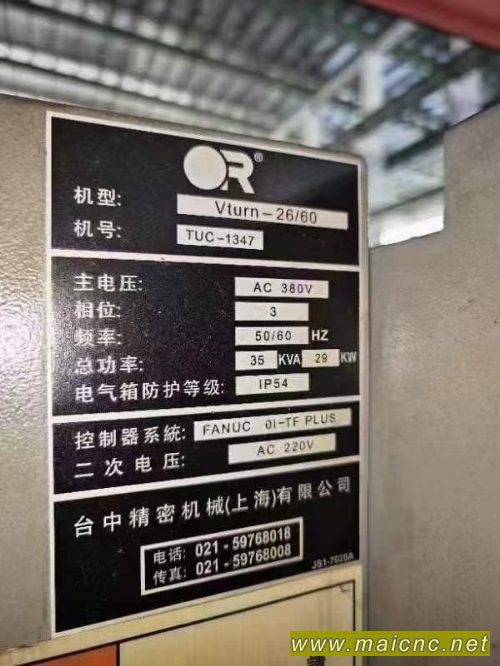 OR®
机型: Vturn-26/60
机号: TUC-1347
主电压: AC 380V
相位: 3
频率: 50/60 HZ
总功率: 35 KVA 29 KW
电气箱防护等级: IP54
控制器系統: FANUC 0i-TF PLUS
二次电压: AC 220V
台中精密机械(上海)有限公司
电话: 021-59768018
传真: 021-59768008
JS1-7026A
www.maicnc.net